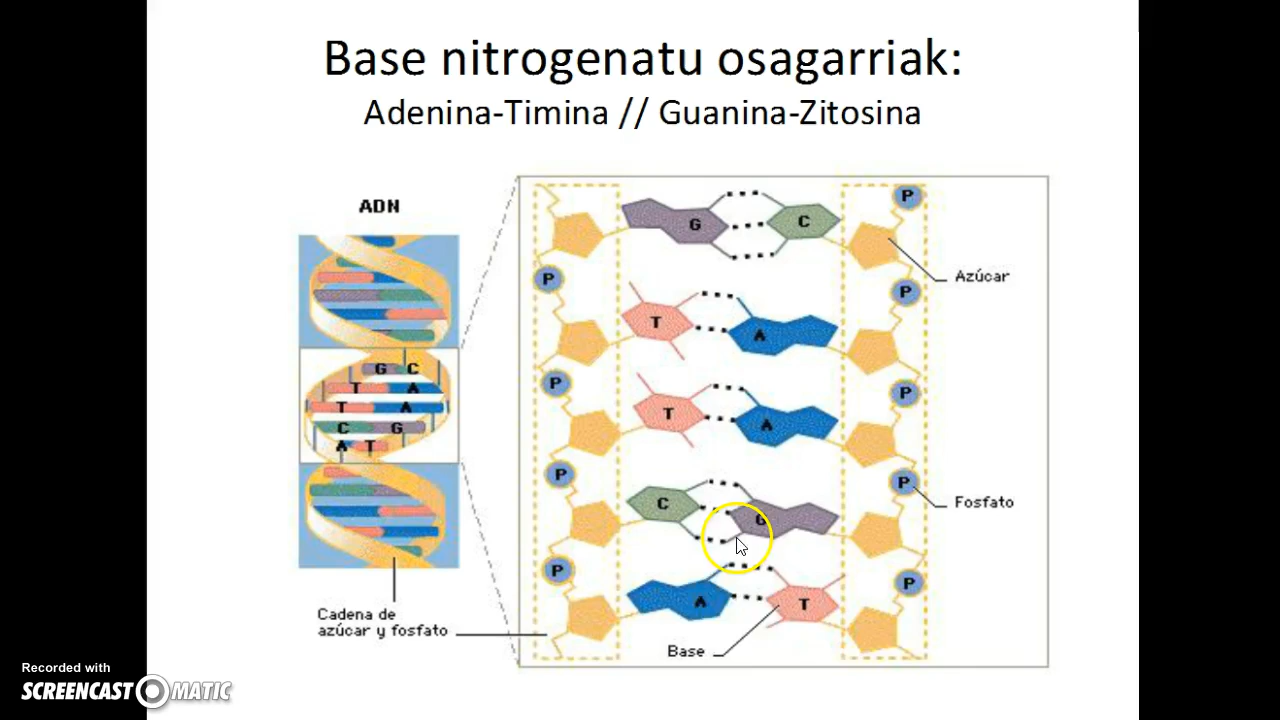 Base nitrogenatu osagarriak:
Adenina-Timina // Guanina-Zitosina
ADN
G C
T A
T A
C G
A T
P
G C
Azúcar
P
P
T A
P
P
T A
P
P
Fosfato
C G
P
P
A T
Base
Cadena de
azúcar y fosfato
Recorded with
SCREENCAST MATIC